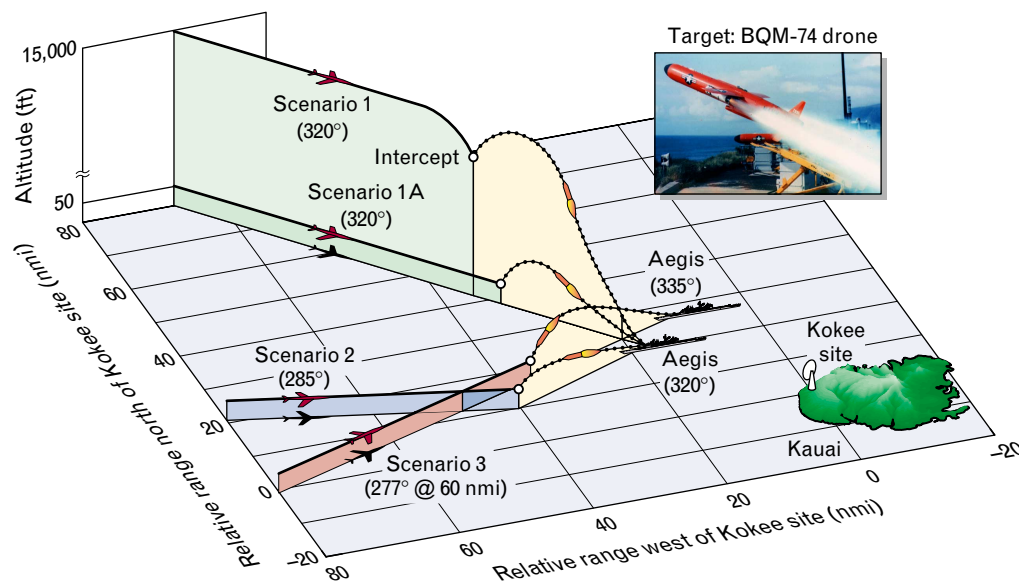 Target: BQM-74 drone
15,000
Altitude (ft)
50
Scenario 1
(320°)
Intercept
Scenario 1A
(320°)
Aegis
(335°)
Aegis
(320°)
Kokee
site
Kauai
Scenario 2
(285°)
Scenario 3
(277° @ 60 nmi)
80
60
40
20
0
–20
Relative range north of Kokee site (nmi)
80
60
40
20
0
–20
Relative range west of Kokee site (nmi)